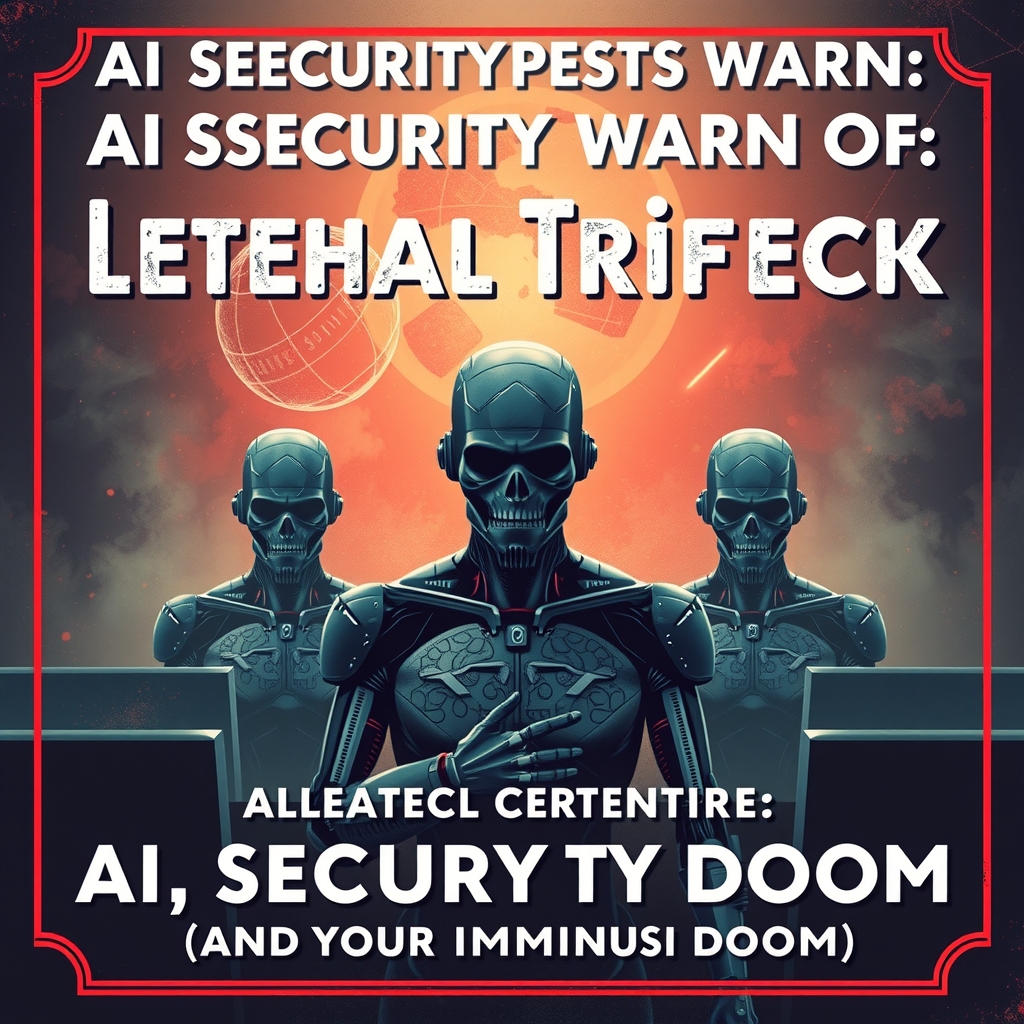 AI SEECURITYPESTS WARN:
AI SSECURITY WARN OF:
LETEHAL TRIFECK
ALLEATECL CERTENTIRE:
AI, SECURY TY DOOM
(AND YOUR IMMINUSI DOOM)